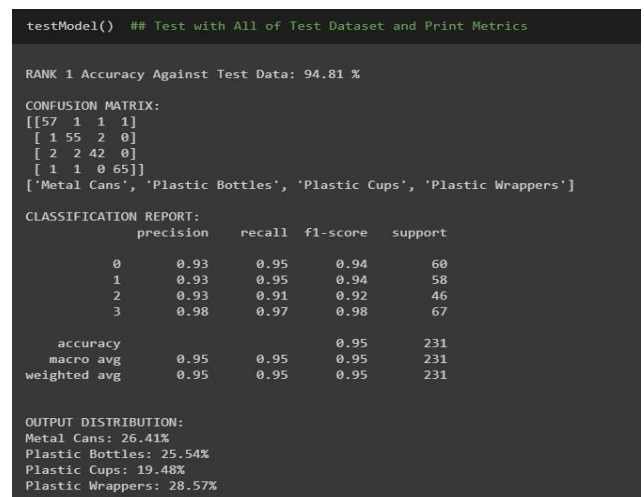 testModel() ## Test with All of Test Dataset and Print Metrics
RANK 1 Accuracy Against Test Data: 94.81 %
CONFUSION MATRIX:
[[57 1 1 1]
[ 1 55 2 0]
[ 2 2 42 0]
[ 1 1 0 65]]
['Metal Cans', 'Plastic Bottles', 'Plastic Cups', 'Plastic Wrappers']
CLASSIFICATION REPORT:
precision recall f1-score support
0 0.93 0.95 0.94 60
1 0.93 0.95 0.94 58
2 0.93 0.91 0.92 46
3 0.98 0.97 0.98 67
accuracy 0.95 231
macro avg 0.95 0.95 0.95 231
weighted avg 0.95 0.95 0.95 231
OUTPUT DISTRIBUTION:
Metal Cans: 26.41%
Plastic Bottles: 25.54%
Plastic Cups: 19.48%
Plastic Wrappers: 28.57%